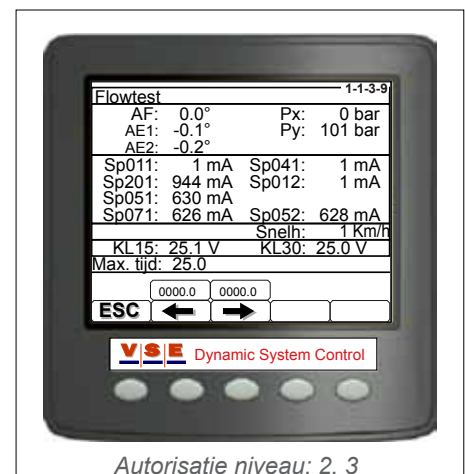 1-1-3-9
Flowtest
AF: 0.0° Px: 0 bar
AE1: -0.1° Py: 101 bar
AE2: -0.2°
Sp011: 1 mA Sp041: 1 mA
Sp201: 944 mA Sp012: 1 mA
Sp051: 630 mA
Sp071: 626 mA Sp052: 628 mA
Snelh: 1 Km/h
KL15: 25.1 V KL30: 25.0 V
Max. tijd: 25.0
0000.0 0000.0
ESC
VSE Dynamic System Control
Autorisatie niveau: 2, 3